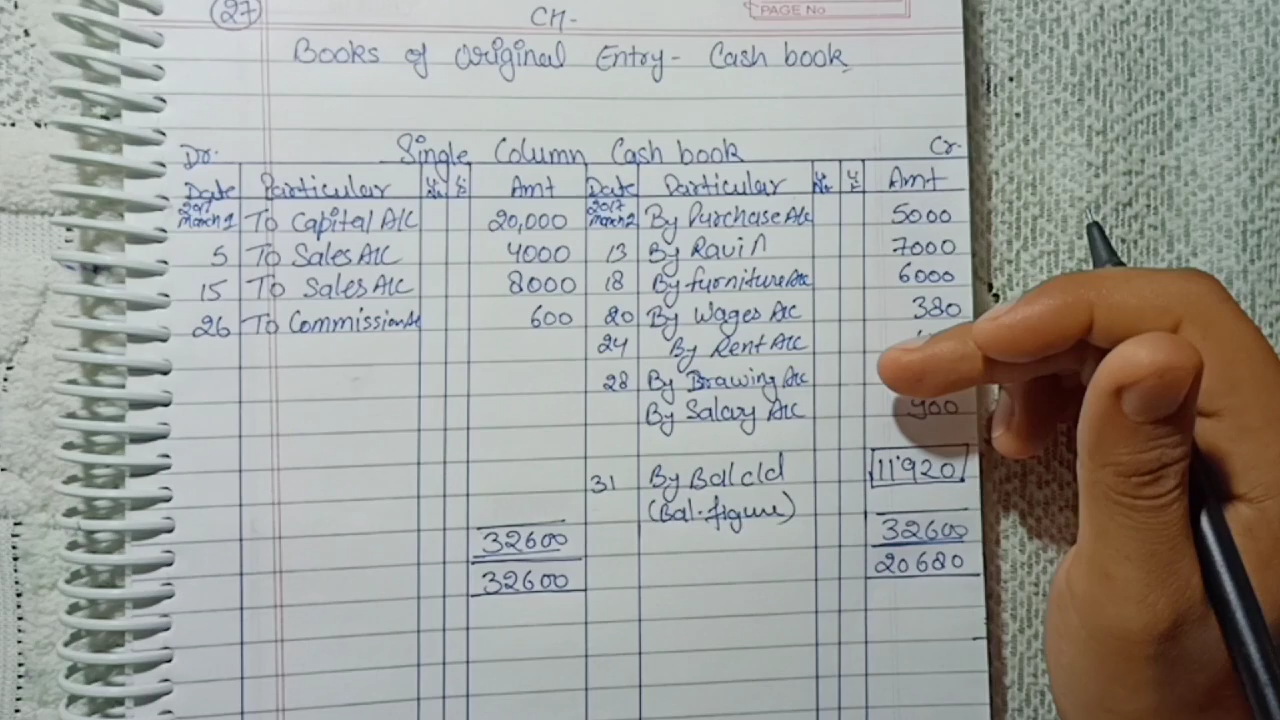 27
CH-
PAGE No
Books of Original Entry - Cash book
Dr. Single Column Cash book Cr.
Date Particular Amt Date Particular Amt
2017 March 1 To Capital A/c 20,000 2017 March 2 By Purchase A/c 5000
5 To Sales A/c 4000 13 By Ravi 7000
15 To Sales A/c 8000 18 By furniture A/c 6000
26 To Commission A/c 600 20 By Wages A/c 380
24 By Rent A/c
28 By Drawing A/c
By Salary A/c 900
31 By Bal c/d 11920
(Bal. figure)
32600 32600
32600 20680